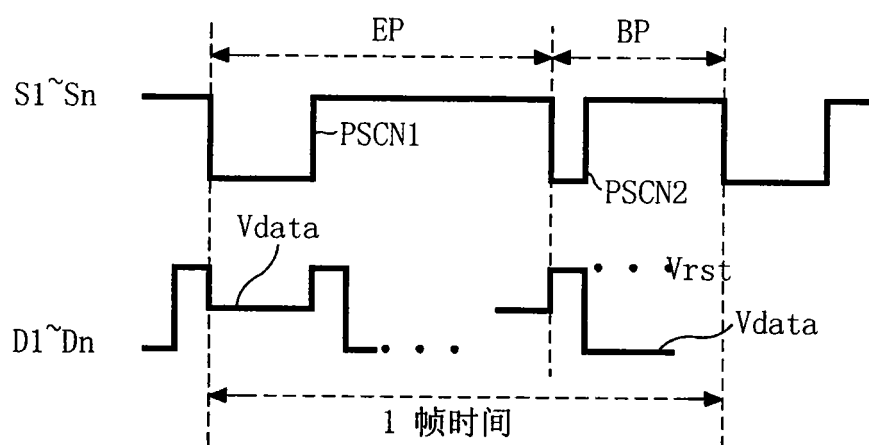 EP
BP
S1~Sn
PSCN1
PSCN2
Vdata
Vrst
D1~Dn
Vdata
1 帧时间